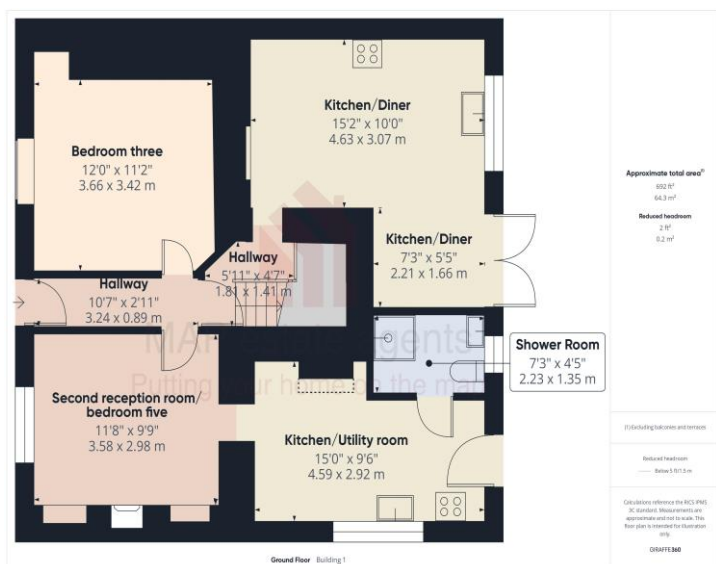 Kitchen/Diner
15'2" x 10'0"
4.63 x 3.07 m
Bedroom three
12'0" x 11'2"
3.66 x 3.42 m
Kitchen/Diner
7'3" x 5'5"
2.21 x 1.66 m
Hallway
5'11" x 4'7"
1.81 x 1.41 m
Hallway
10'7" x 2'11"
3.24 x 0.89 m
Shower Room
7'3" x 4'5"
2.23 x 1.35 m
Second reception room/
bedroom five
11'8" x 9'9"
3.58 x 2.98 m
Kitchen/Utility room
15'0" x 9'6"
4.59 x 2.92 m
Putting your home on the map
Ground Floor Building 1
Approximate total area(1)
692 ft²
64.3 m²
Reduced headroom
2 ft²
0.2 m²
(1) Excluding balconies and terraces
Reduced headroom
Below 5 ft/1.5 m
Calculations reference the RICS IPMS
3C standard. Measurements are
approximate and not to scale. This
floor plan is intended for illustration
only.
GIRAFFE360